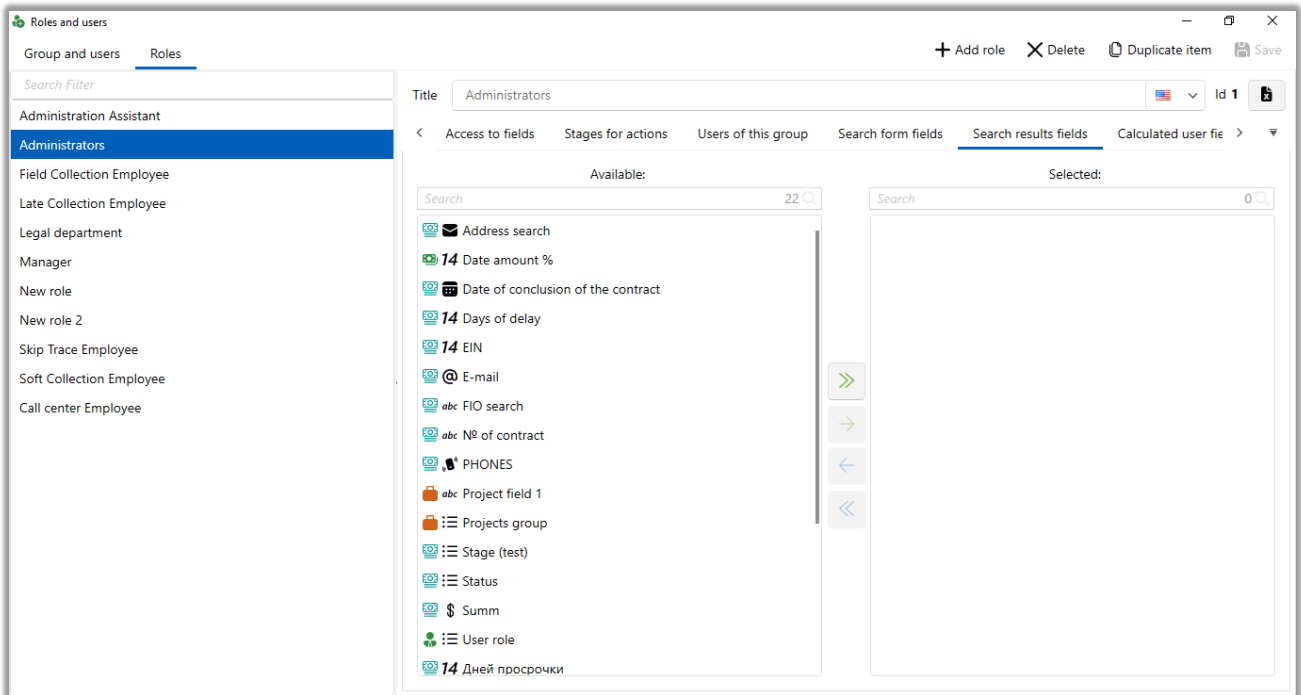 Roles and users
Group and users Roles
Add role Delete Duplicate item Save
Search Filter
Administration Assistant
Administrators
Field Collection Employee
Late Collection Employee
Legal department
Manager
New role
New role 2
Skip Trace Employee
Soft Collection Employee
Call center Employee
Title Administrators Id 1
Access to fields Stages for actions Users of this group Search form fields Search results fields Calculated user fie
Available:
Search 22
14 Address search
14 Date amount %
Date of conclusion of the contract
14 Days of delay
14 EIN
@ E-mail
abc FIO search
abc № of contract
PHONES
abc Project field 1
Projects group
Stage (test)
Status
$ Summ
User role
14 Дней просрочки
Selected:
Search 0